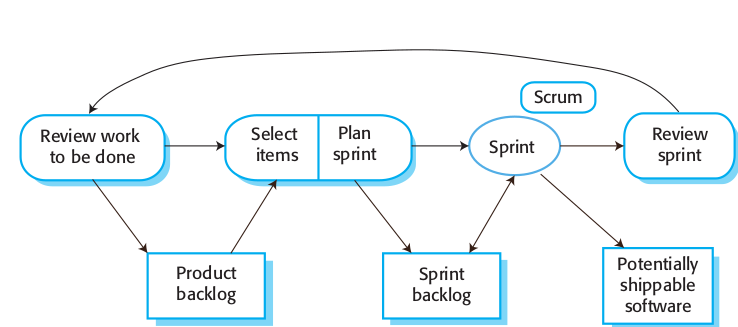 Scrum
Review work
to be done
Select
items
Plan
sprint
Sprint
Review
sprint
Product
backlog
Sprint
backlog
Potentially
shippable
software